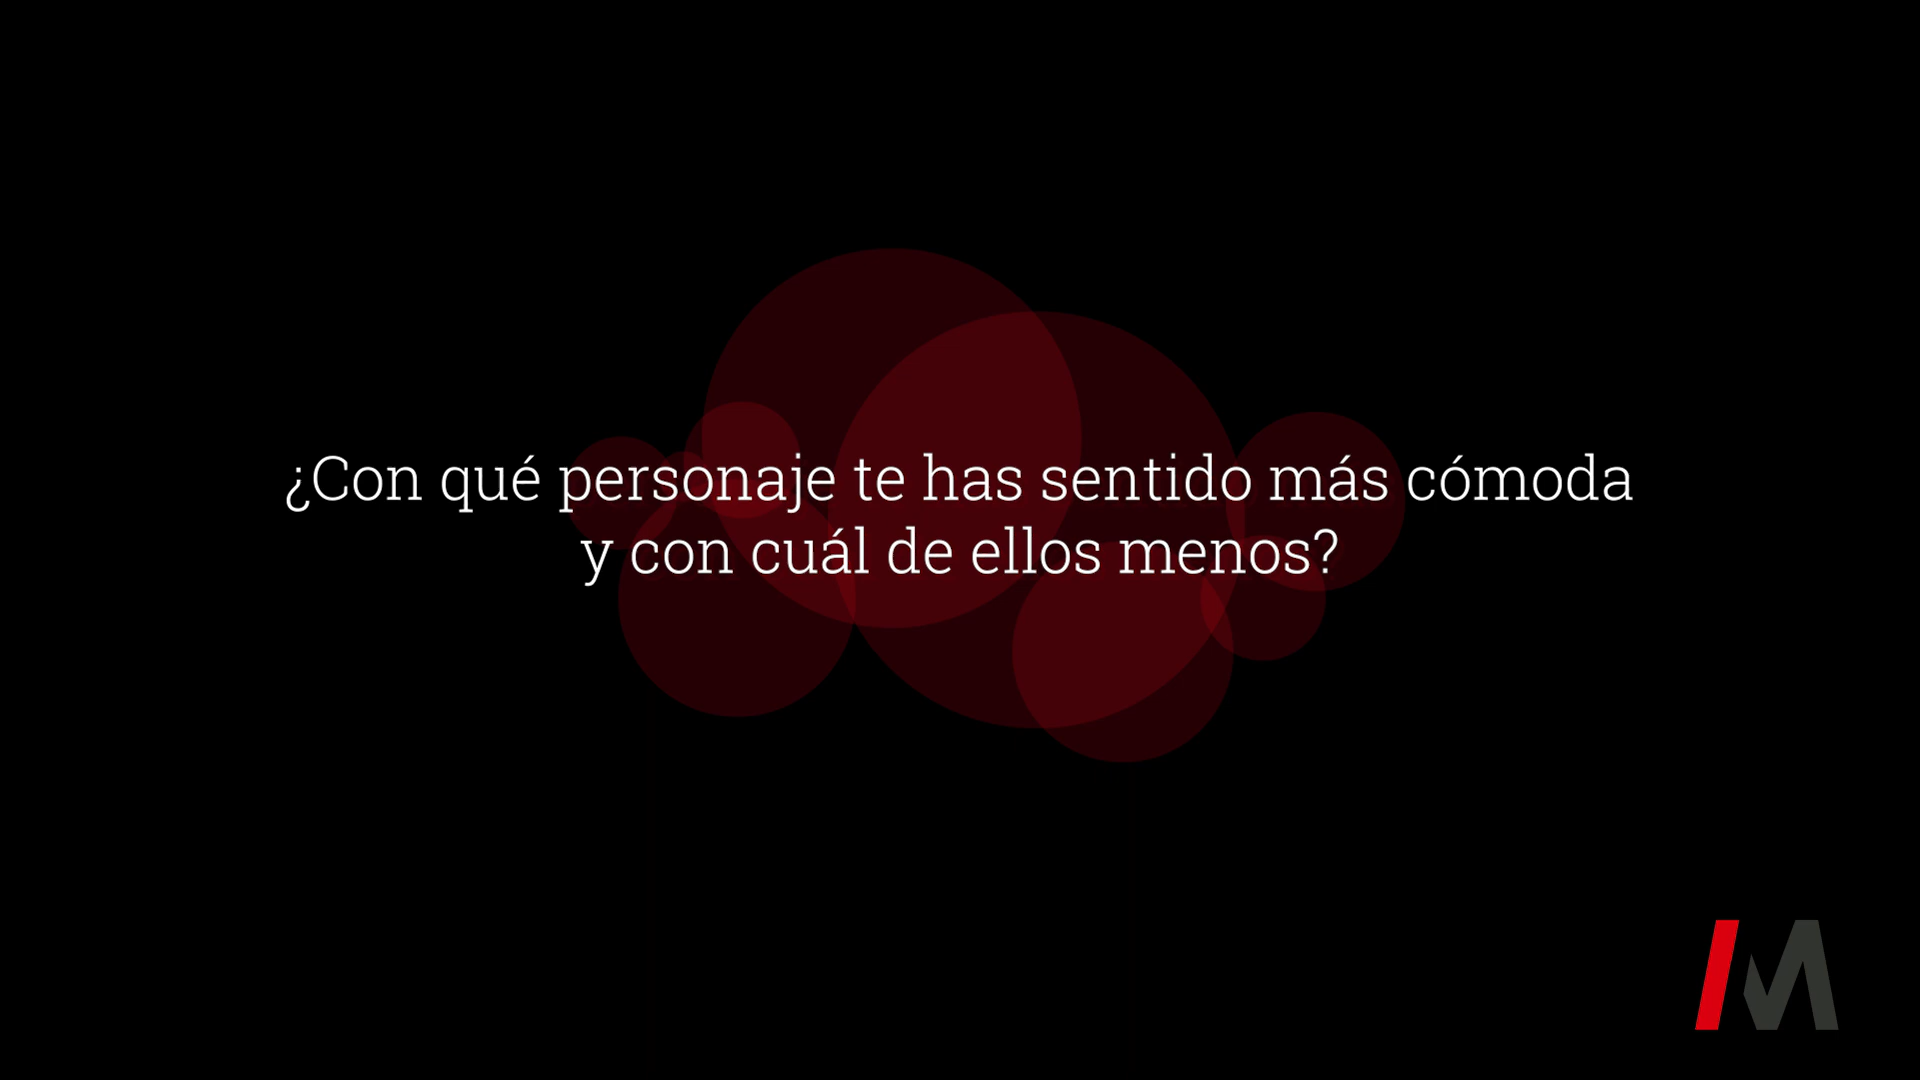 ¿Con qué personaje te has sentido más cómoda
y con cuál de ellos menos?
M